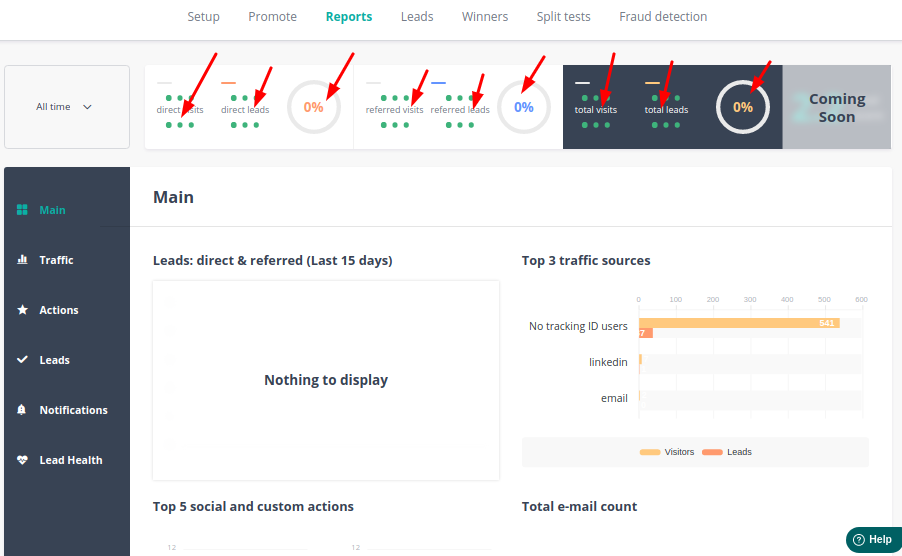 Setup Promote Reports Leads Winners Split tests Fraud detection
All time
direct visits direct leads 0% referred visits referred leads 0% total visits total leads 0%
Coming
Soon
Main
Main
Traffic
Actions
Leads
Notifications
Lead Health
Leads: direct & referred (Last 15 days)
Nothing to display
Top 3 traffic sources
0 100 200 300 400 500 600
No tracking ID users 541
7
linkedin
email
Visitors Leads
Top 5 social and custom actions
12 12
Total e-mail count
Help